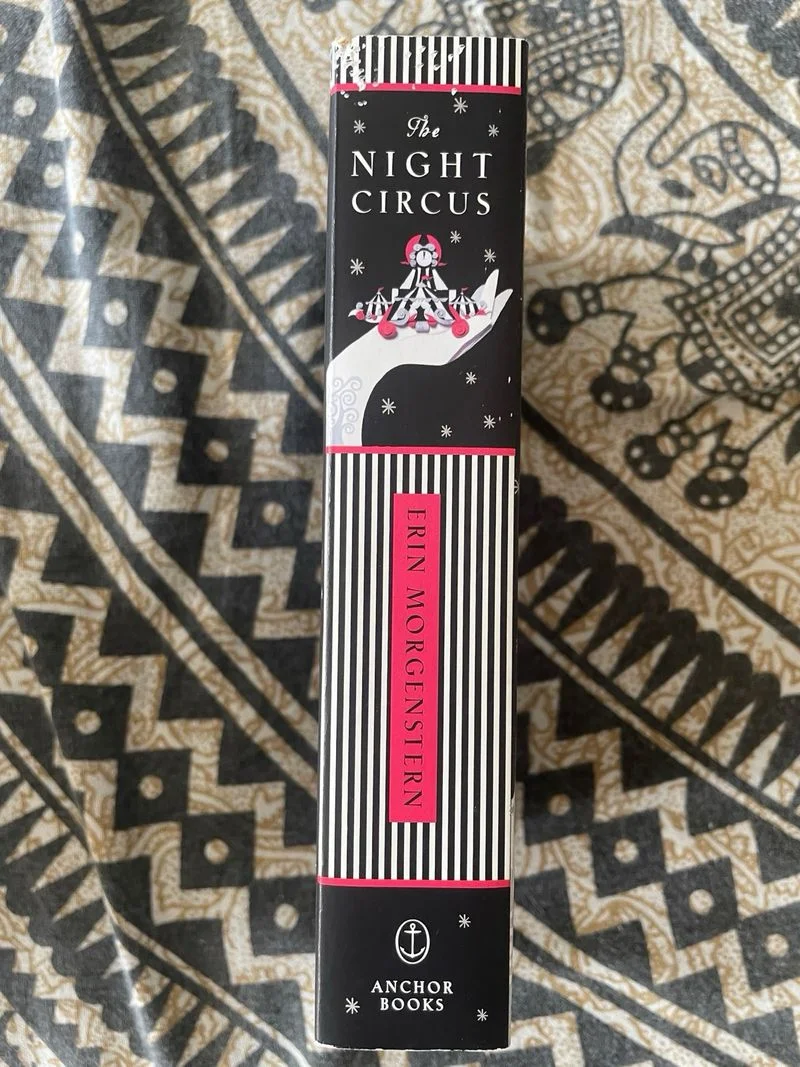 The
NIGHT
CIRCUS
ERIN MORGENSTERN
ANCHOR
BOOKS